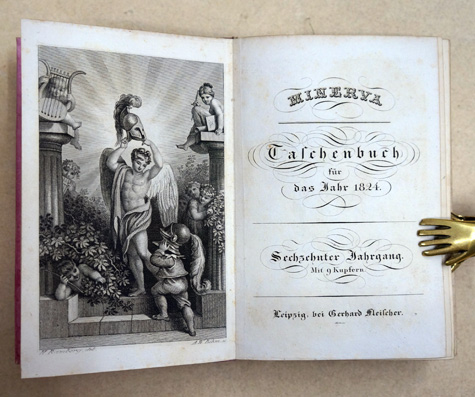 MINERVA
Taschenbuch
für
das Jahr 1824.
Sechzehnter Jahrgang.
Mit 9 Kupfern.
Leipzig, bei Gerhard Fleischer.